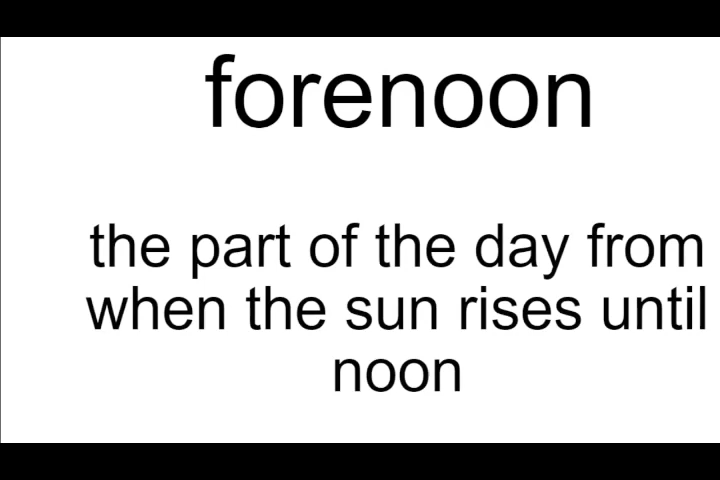 forenoon
the part of the day from
when the sun rises until
noon